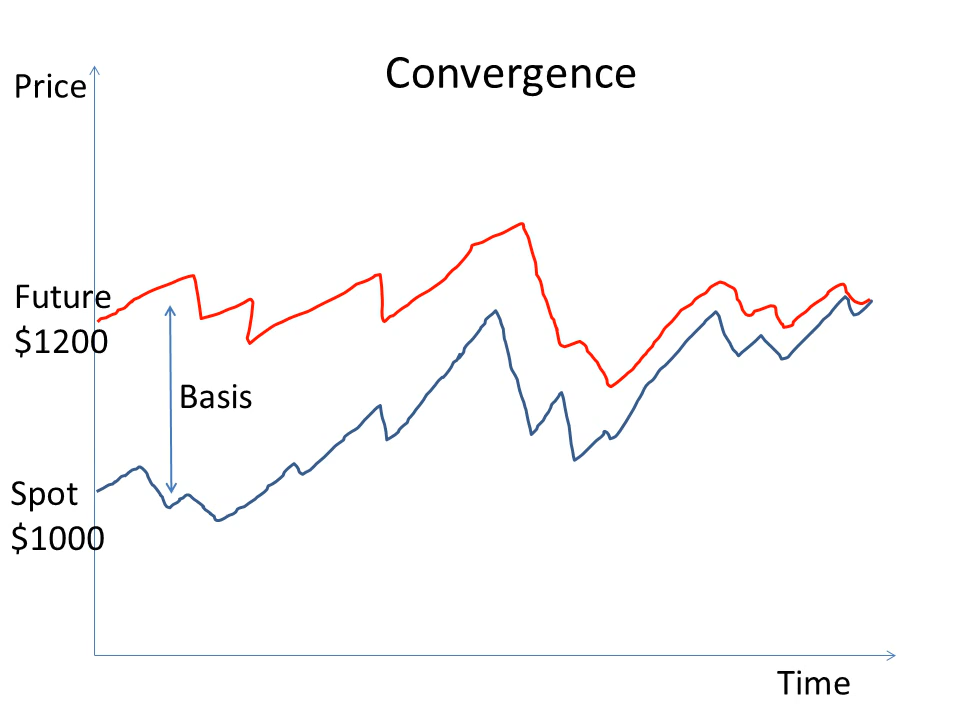 Convergence
Price
Future
$1200
Basis
Spot
$1000
Time